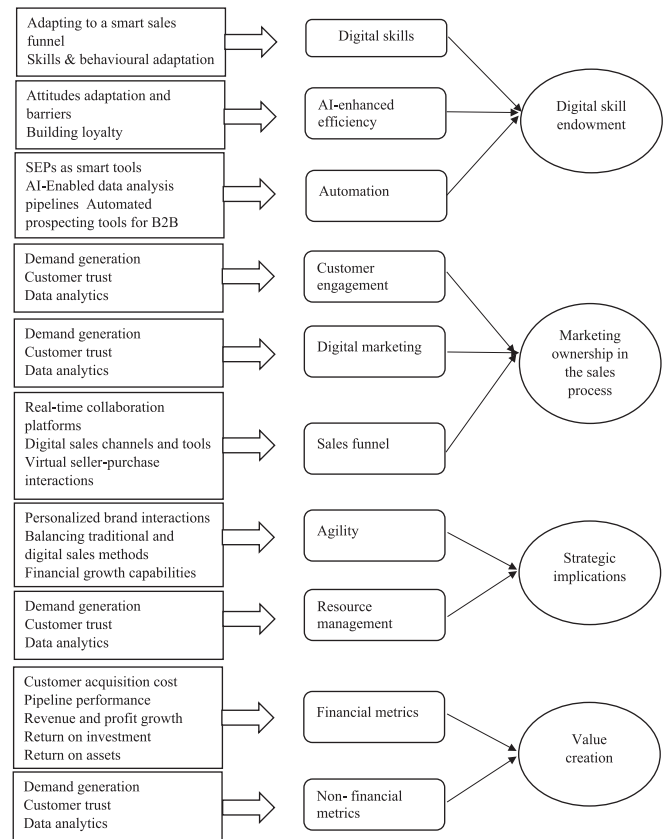 Adapting to a smart sales
funnel
Skills & behavioural adaptation
Digital skills
Attitudes adaptation and
barriers
Building loyalty
AI-enhanced
efficiency
Digital skill
endowment
SEPs as smart tools
AI-Enabled data analysis
pipelines Automated
prospecting tools for B2B
Automation
Demand generation
Customer trust
Data analytics
Customer
engagement
Demand generation
Customer trust
Data analytics
Digital marketing
Marketing
ownership in
the sales
process
Real-time collaboration
platforms
Digital sales channels and tools
Virtual seller-purchase
interactions
Sales funnel
Personalized brand interactions
Balancing traditional and
digital sales methods
Financial growth capabilities
Agility
Strategic
implications
Demand generation
Customer trust
Data analytics
Resource
management
Customer acquisition cost
Pipeline performance
Revenue and profit growth
Return on investment
Return on assets
Financial metrics
Value
creation
Demand generation
Customer trust
Data analytics
Non- financial
metrics